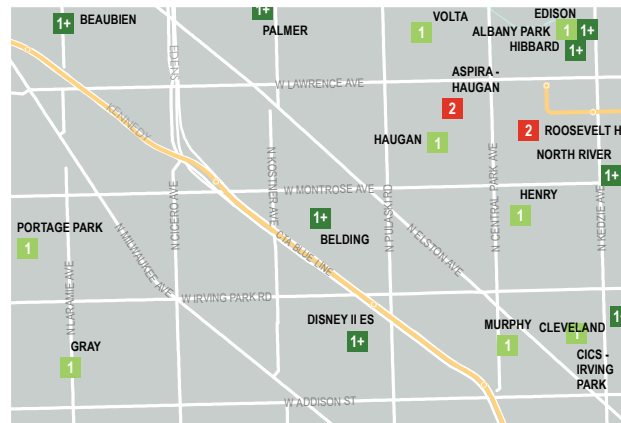 BEAUBIEN
1+
1+
PALMER
VOLTA
1
EDISON
ALBANY PARK
1
1+
HIBBARD
1+
EDENS
W LAWRENCE AVE
ASPIRA -
HAUGAN
2
KENNEDY
HAUGAN
1
2
ROOSEVELT H
NORTH RIVER
1+
N CICERO AVE
N KOSTNER AVE
W MONTROSE AVE
N PULASKI RD
N CENTRAL PARK AVE
N KEDZIE AVE
HENRY
1
1+
BELDING
PORTAGE PARK
1
N MILWAUKEE AVE
CTA BLUE LINE
N ELSTON AVE
N LARAMIE AVE
W IRVING PARK RD
DISNEY II ES
1+
MURPHY
1
CLEVELAND
1
1+
GRAY
1
CICS -
IRVING
PARK
W ADDISON ST